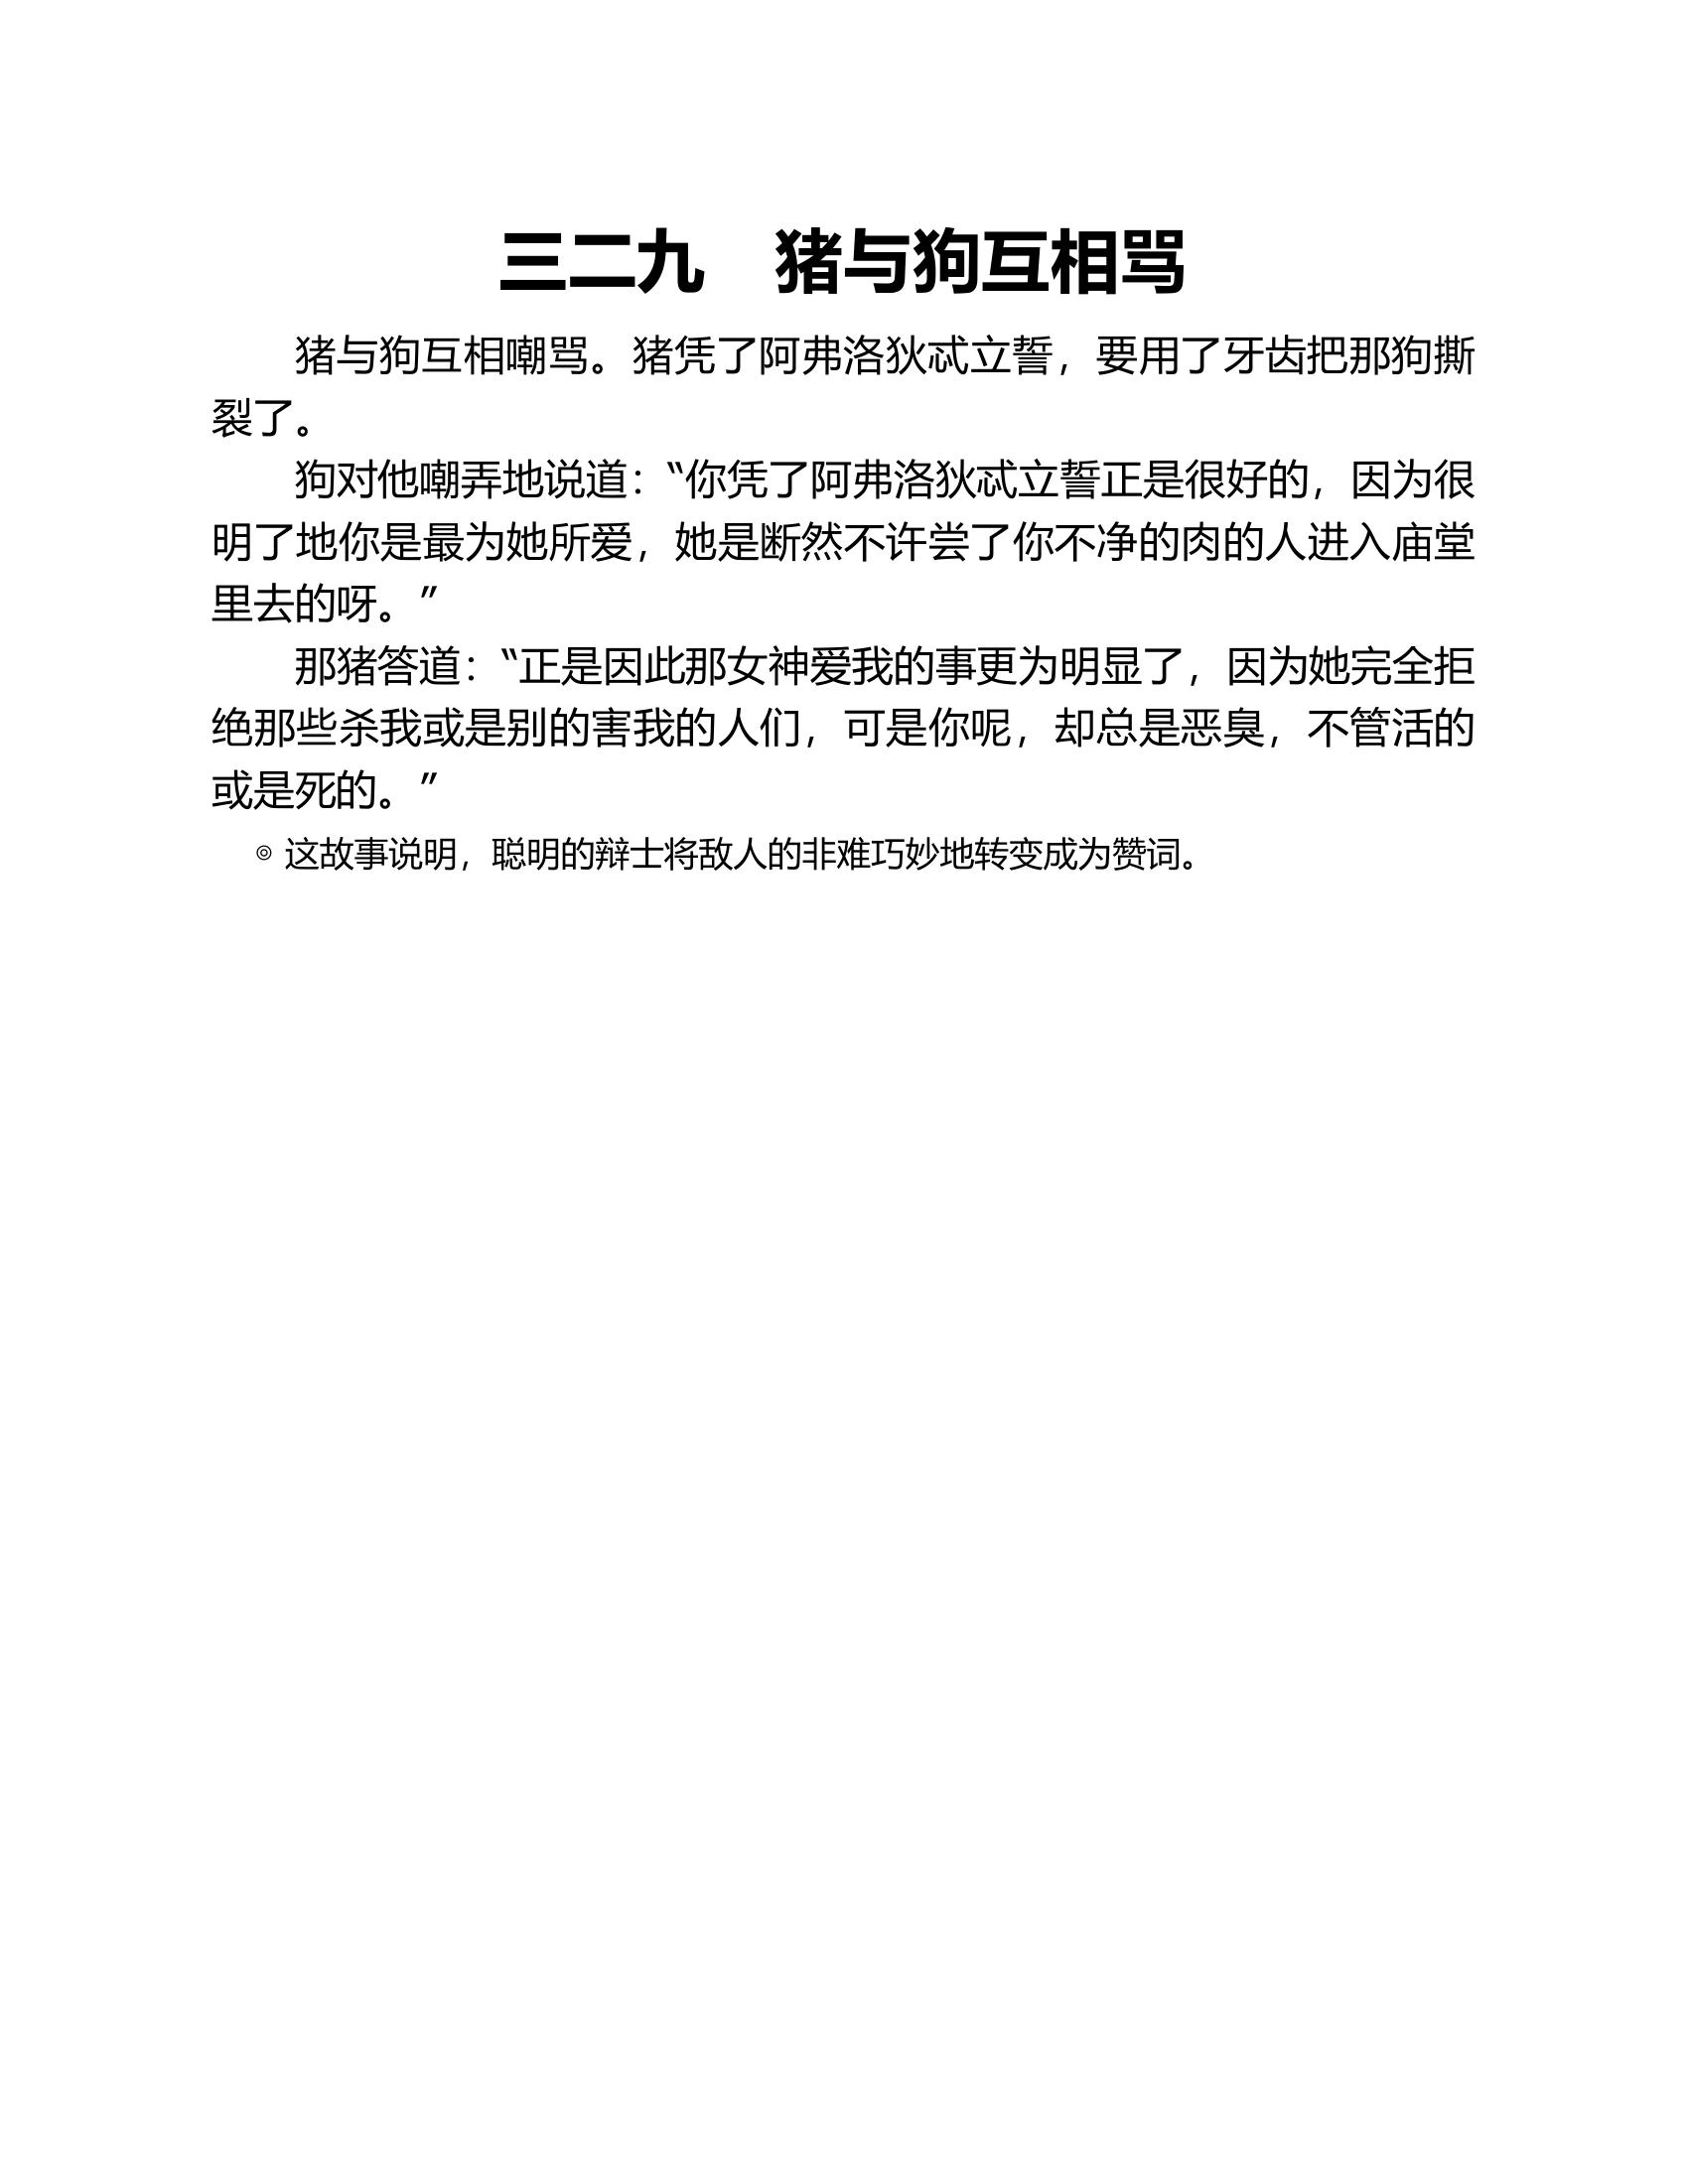 三二九　猪与狗互相骂
猪与狗互相嘲骂。猪凭了阿弗洛狄忒立誓，要用了牙齿把那狗撕
裂了。
狗对他嘲弄地说道：“你凭了阿弗洛狄忒立誓正是很好的，因为很
明了地你是最为她所爱，她是断然不许尝了你不净的肉的人进入庙堂
里去的呀。”
那猪答道：“正是因此那女神爱我的事更为明显了，因为她完全拒
绝那些杀我或是别的害我的人们，可是你呢，却总是恶臭，不管活的
或是死的。”
◎ 这故事说明，聪明的辩士将敌人的非难巧妙地转变成为赞词。